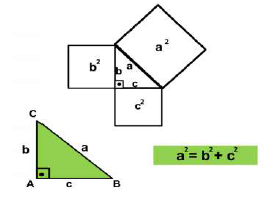 a²
b²
b a
c
c²
C
b a
A c B
a² = b² + c²